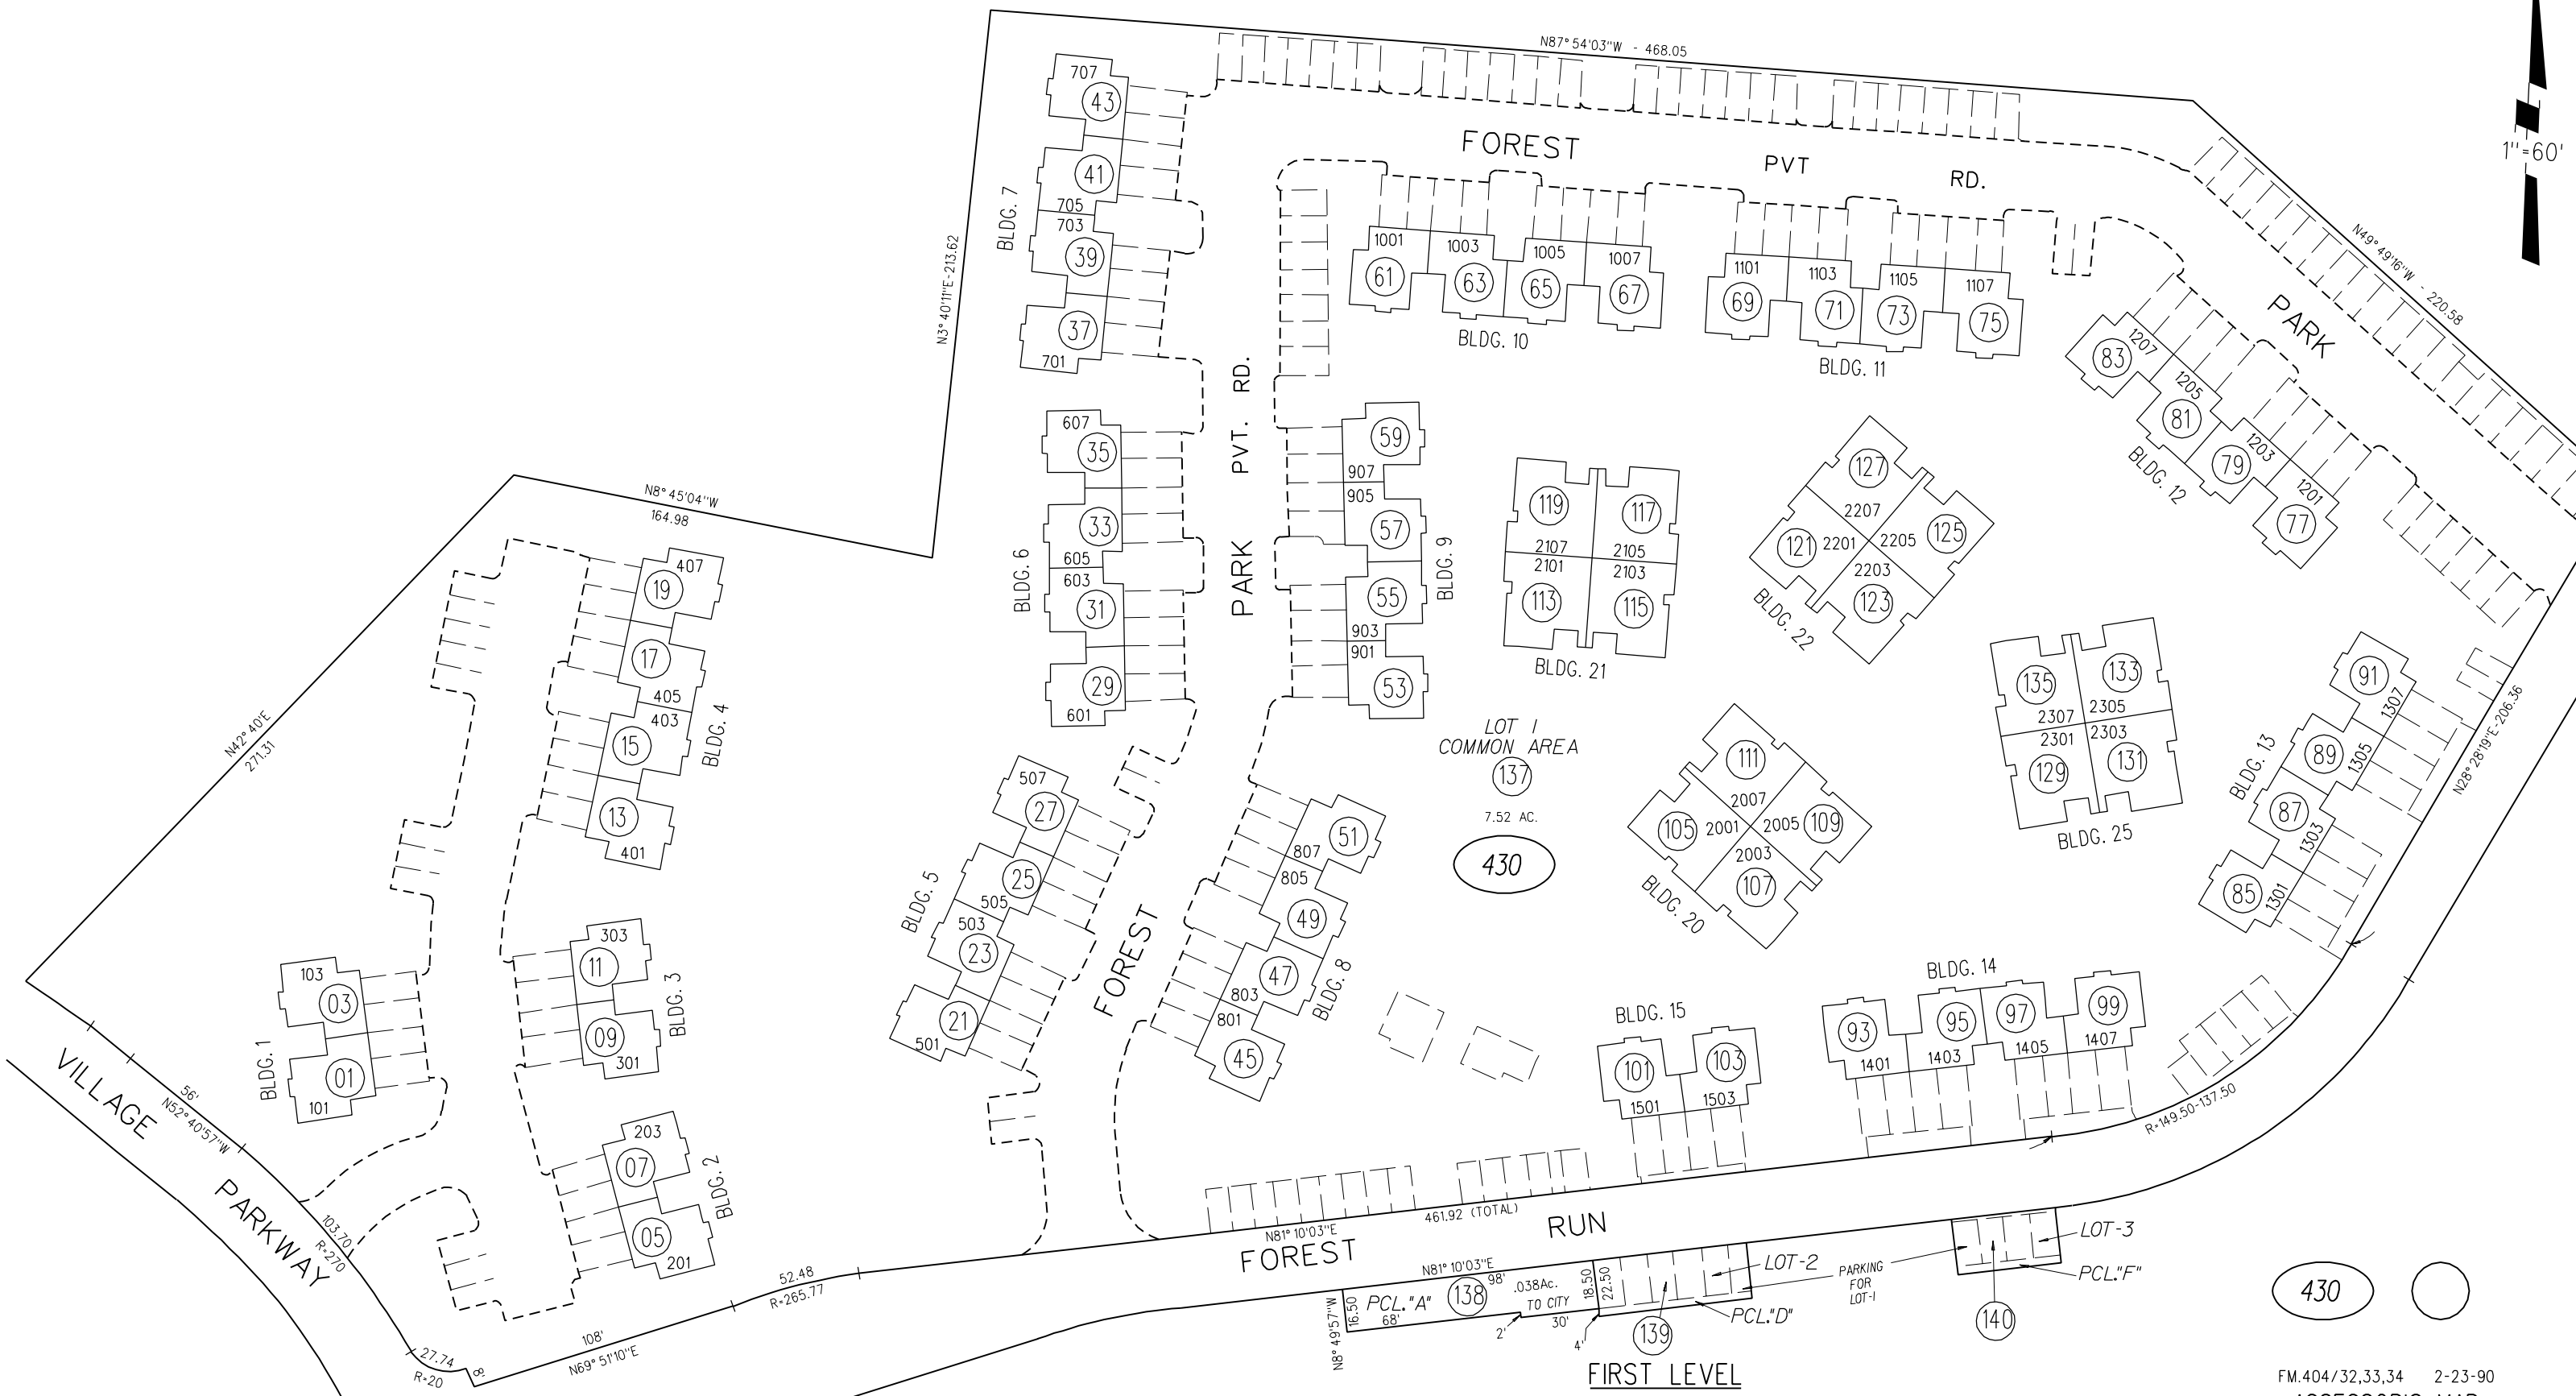 N87° 54'03"W - 468.05
1"=60'
FOREST PVT RD.
N49° 49'16"W - 220.58
PARK
N3° 40'11"E-213.62
BLDG. 7
707
43
41
705
703
39
37
701
1001
61
1003
63
1005
65
1007
67
BLDG. 10
1101
69
1103
71
1105
73
1107
75
BLDG. 11
83
1207
1205
81
79
1203
1201
77
BLDG. 12
FOREST PARK PVT. RD.
607
35
33
605
603
31
29
601
BLDG. 6
59
907
905
57
55
903
901
53
BLDG. 9
119
117
2107
2105
2101
2103
113
115
BLDG. 21
127
2207
121
2201
2205
125
2203
123
BLDG. 22
N8° 45'04"W
164.98
N42° 40'E
271.31
407
19
17
405
403
15
13
401
BLDG. 4
LOT 1
COMMON AREA
137
7.52 AC.
430
111
2007
105
2001
2005
109
2003
107
BLDG. 20
135
133
2307
2305
2301
2303
129
131
BLDG. 25
91
1307
89
1305
87
1303
85
1301
BLDG. 13
N28° 28'19"E-206.36
507
27
25
505
503
23
21
501
BLDG. 5
51
807
805
49
47
803
801
45
BLDG. 8
303
11
09
301
BLDG. 3
103
03
01
101
BLDG. 1
203
07
05
201
BLDG. 2
BLDG. 15
101
103
1501
1503
BLDG. 14
93
95
97
99
1401
1403
1405
1407
R=149.50-137.50
VILLAGE PARKWAY
56'
N52° 40'57"W
103.70
R=270
27.74
R=20
8'
108'
N69° 51'10"E
52.48
R=265.77
N81° 10'03"E
461.92 (TOTAL)
FOREST RUN
N81° 10'03"E
98'
N8° 49'57"W
16.50
PCL."A"
68'
138
.038Ac.
TO CITY
2'
30'
4'
18.50
22.50
LOT-2
139
PCL."D"
PARKING
FOR
LOT-1
LOT-3
PCL."F"
140
FIRST LEVEL
430
FM.404/32,33,34 2-23-90